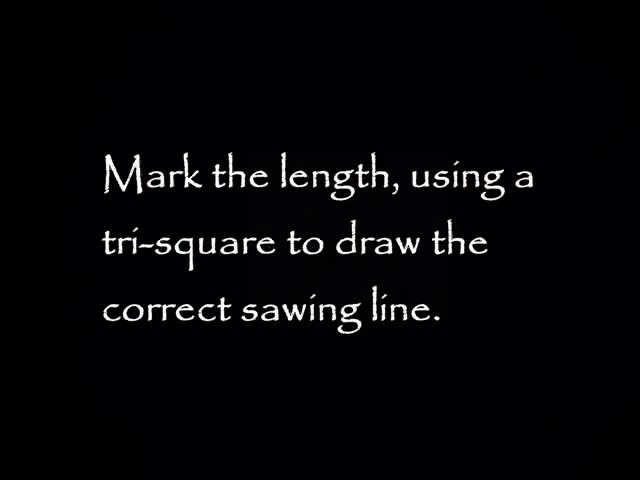 Mark the length, using a
tri-square to draw the
correct sawing line.